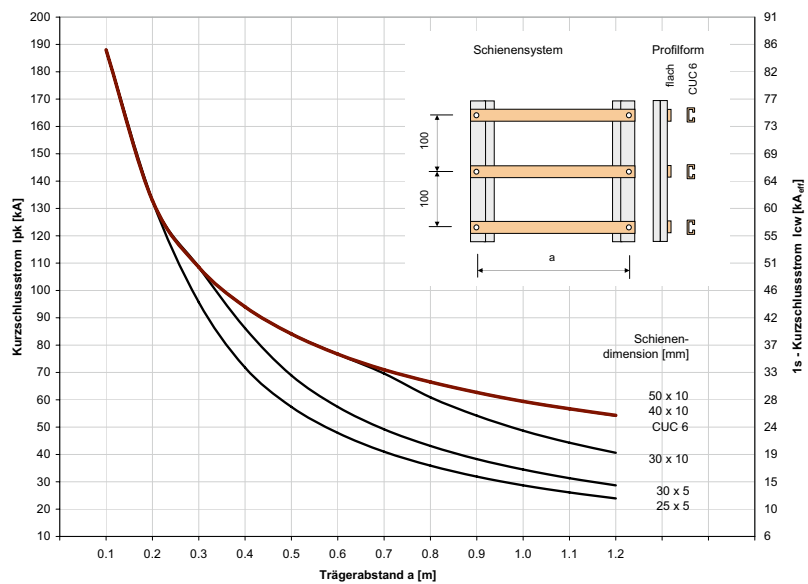 200
190
180
170
160
150
140
130
120
110
100
90
80
70
60
50
40
30
20
10
Kurzschlussstrom Ipk [kA]
91
86
82
77
74
69
65
60
56
51
46
42
38
33
28
24
19
15
10
6
1s - Kurzschlussstrom Icw [kAeff]
Schienensystem
Profilform
flach
CUC 6
100
100
a
Schienen-
dimension [mm]
50 x 10
40 x 10
CUC 6
30 x 10
30 x 5
25 x 5
0.1 0.2 0.3 0.4 0.5 0.6 0.7 0.8 0.9 1.0 1.1 1.2
Trägerabstand a [m]